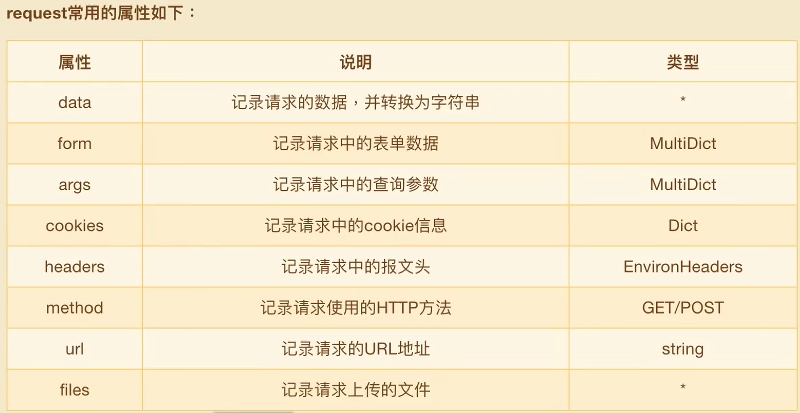 request常用的属性如下：
属性 说明 类型
data 记录请求的数据，并转换为字符串 *
form 记录请求中的表单数据 MultiDict
args 记录请求中的查询参数 MultiDict
cookies 记录请求中的cookie信息 Dict
headers 记录请求中的报文头 EnvironHeaders
method 记录请求使用的HTTP方法 GET/POST
url 记录请求的URL地址 string
files 记录请求上传的文件 *